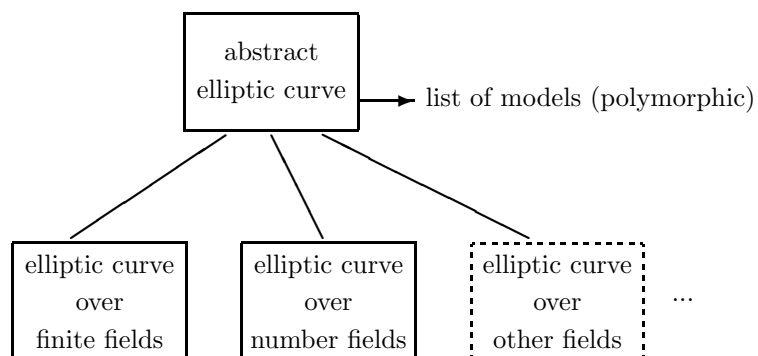 abstract
elliptic curve
list of models (polymorphic)
elliptic curve
over
finite fields
elliptic curve
over
number fields
elliptic curve
over
other fields
...